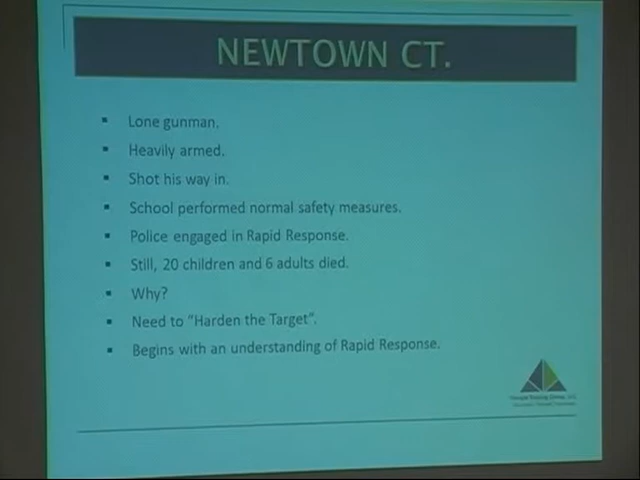 NEWTOWN CT.
▪ Lone gunman.
▪ Heavily armed.
▪ Shot his way in.
▪ School performed normal safety measures.
▪ Police engaged in Rapid Response.
▪ Still, 20 children and 6 adults died.
▪ Why?
▪ Need to “Harden the Target”.
▪ Begins with an understanding of Rapid Response.